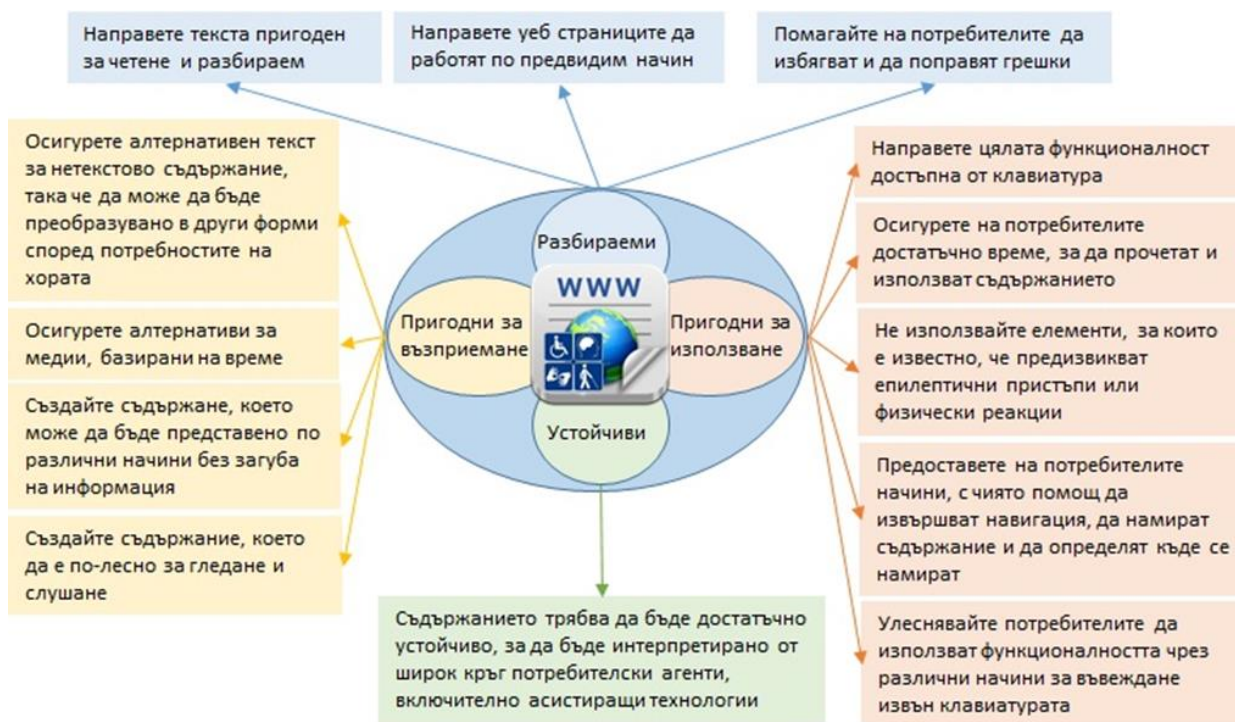 Направете текста пригоден
за четене и разбираем
Направете уеб страниците да
работят по предвидим начин
Помагайте на потребителите да
избягват и да поправят грешки
Осигурете алтернативен текст
за нетекстово съдържание,
така че да може да бъде
преобразувано в други форми
според потребностите на
хората
Осигурете алтернативи за
медии, базирани на време
Създайте съдържане, което
може да бъде представено по
различни начини без загуба
на информация
Създайте съдържание, което
да е по-лесно за гледане и
слушане
Разбираеми
WWW
Пригодни за
възприемане
Пригодни за
използване
Устойчиви
Направете цялата функционалност
достъпна от клавиатура
Осигурете на потребителите
достатъчно време, за да прочетат и
използват съдържанието
Не използвайте елементи, за които
е известно, че предизвикват
епилептични пристъпи или
физически реакции
Предоставете на потребителите
начини, с чиято помощ да
извършват навигация, да намират
съдържание и да определят къде се
намират
Улеснявайте потребителите да
използват функционалността чрез
различни начини за въвеждане
извън клавиатурата
Съдържанието трябва да бъде достатъчно
устойчиво, за да бъде интерпретирано от
широк кръг потребителски агенти,
включително асистиращи технологии